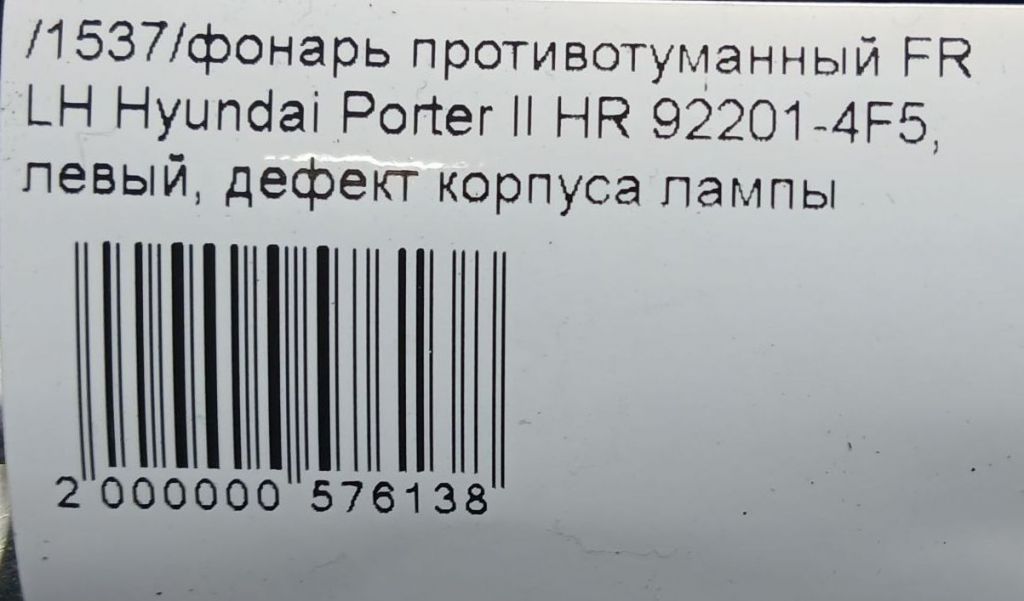 /1537/фонарь противотуманный FR
LH Hyundai Porter II HR 92201-4F5,
левый, дефект корпуса лампы
2 000000 576138